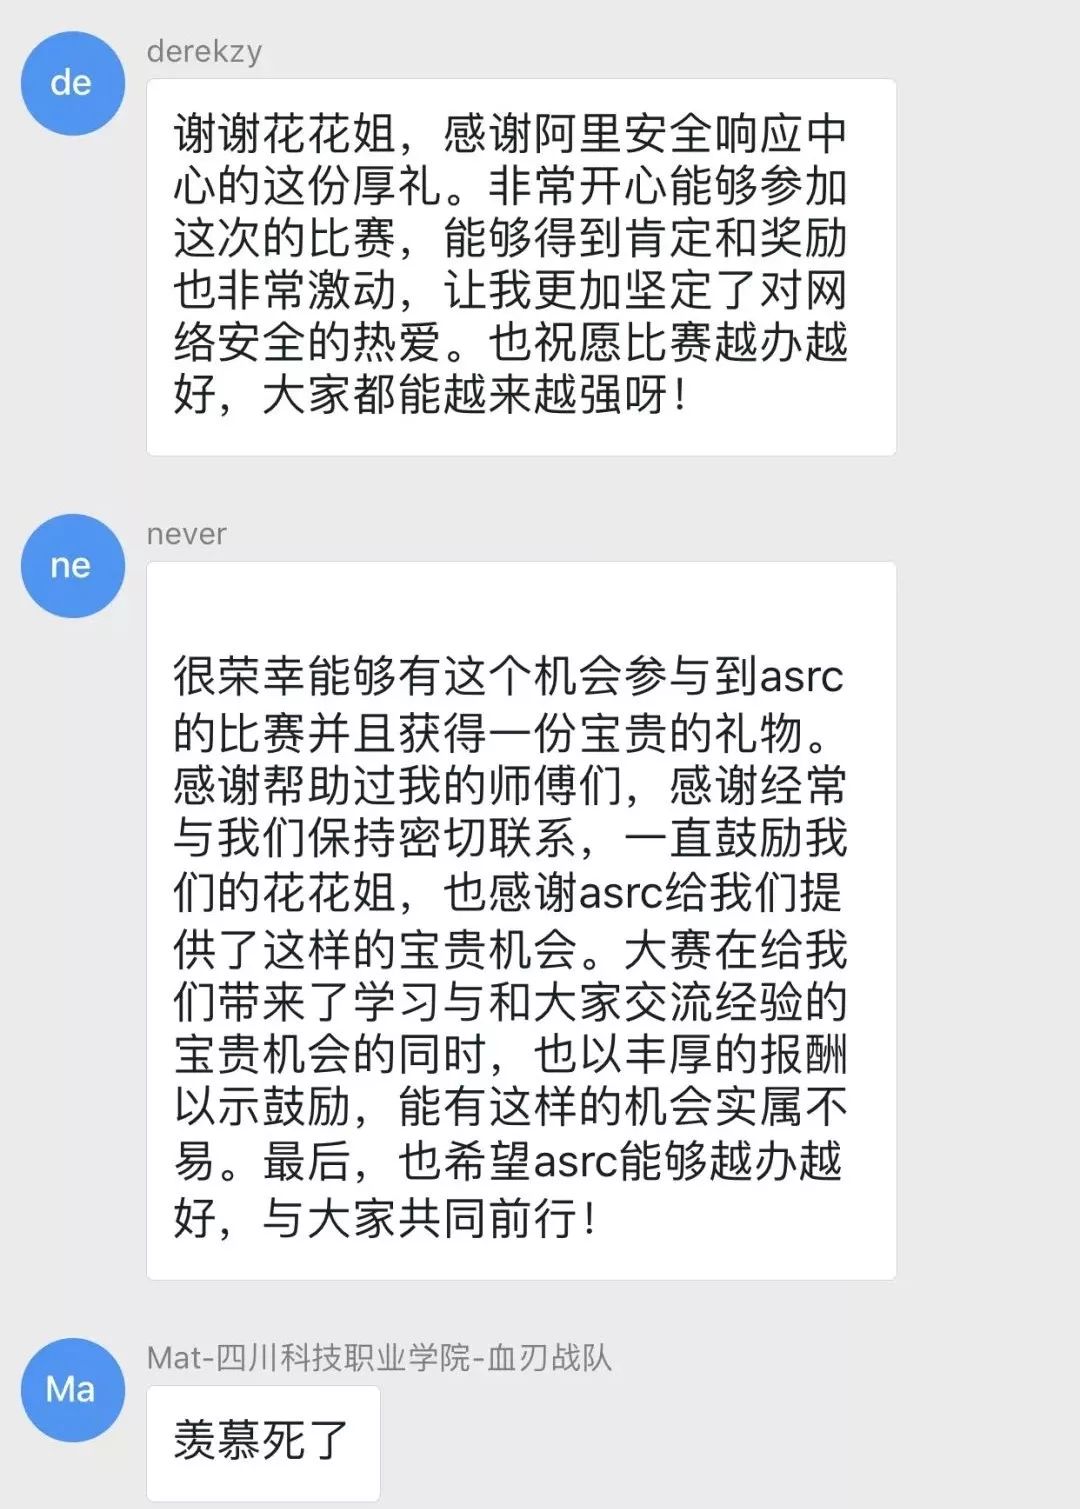 de
derekzy
谢谢花花姐，感谢阿里安全响应中
心的这份厚礼。非常开心能够参加
这次的比赛，能够得到肯定和奖励
也非常激动，让我更加坚定了对网
络安全的热爱。也祝愿比赛越办越
好，大家都能越来越强呀！
ne
never
很荣幸能够有这个机会参与到asrc
的比赛并且获得一份宝贵的礼物。
感谢帮助过我的师傅们，感谢经常
与我们保持密切联系，一直鼓励我
们的花花姐，也感谢asrc给我们提
供了这样的宝贵机会。大赛在给我
们带来了学习与和大家交流经验的
宝贵机会的同时，也以丰厚的报酬
以示鼓励，能有这样的机会实属不
易。最后，也希望asrc能够越办越
好，与大家共同前行！
Ma
Mat-四川科技职业学院-血刃战队
羡慕死了